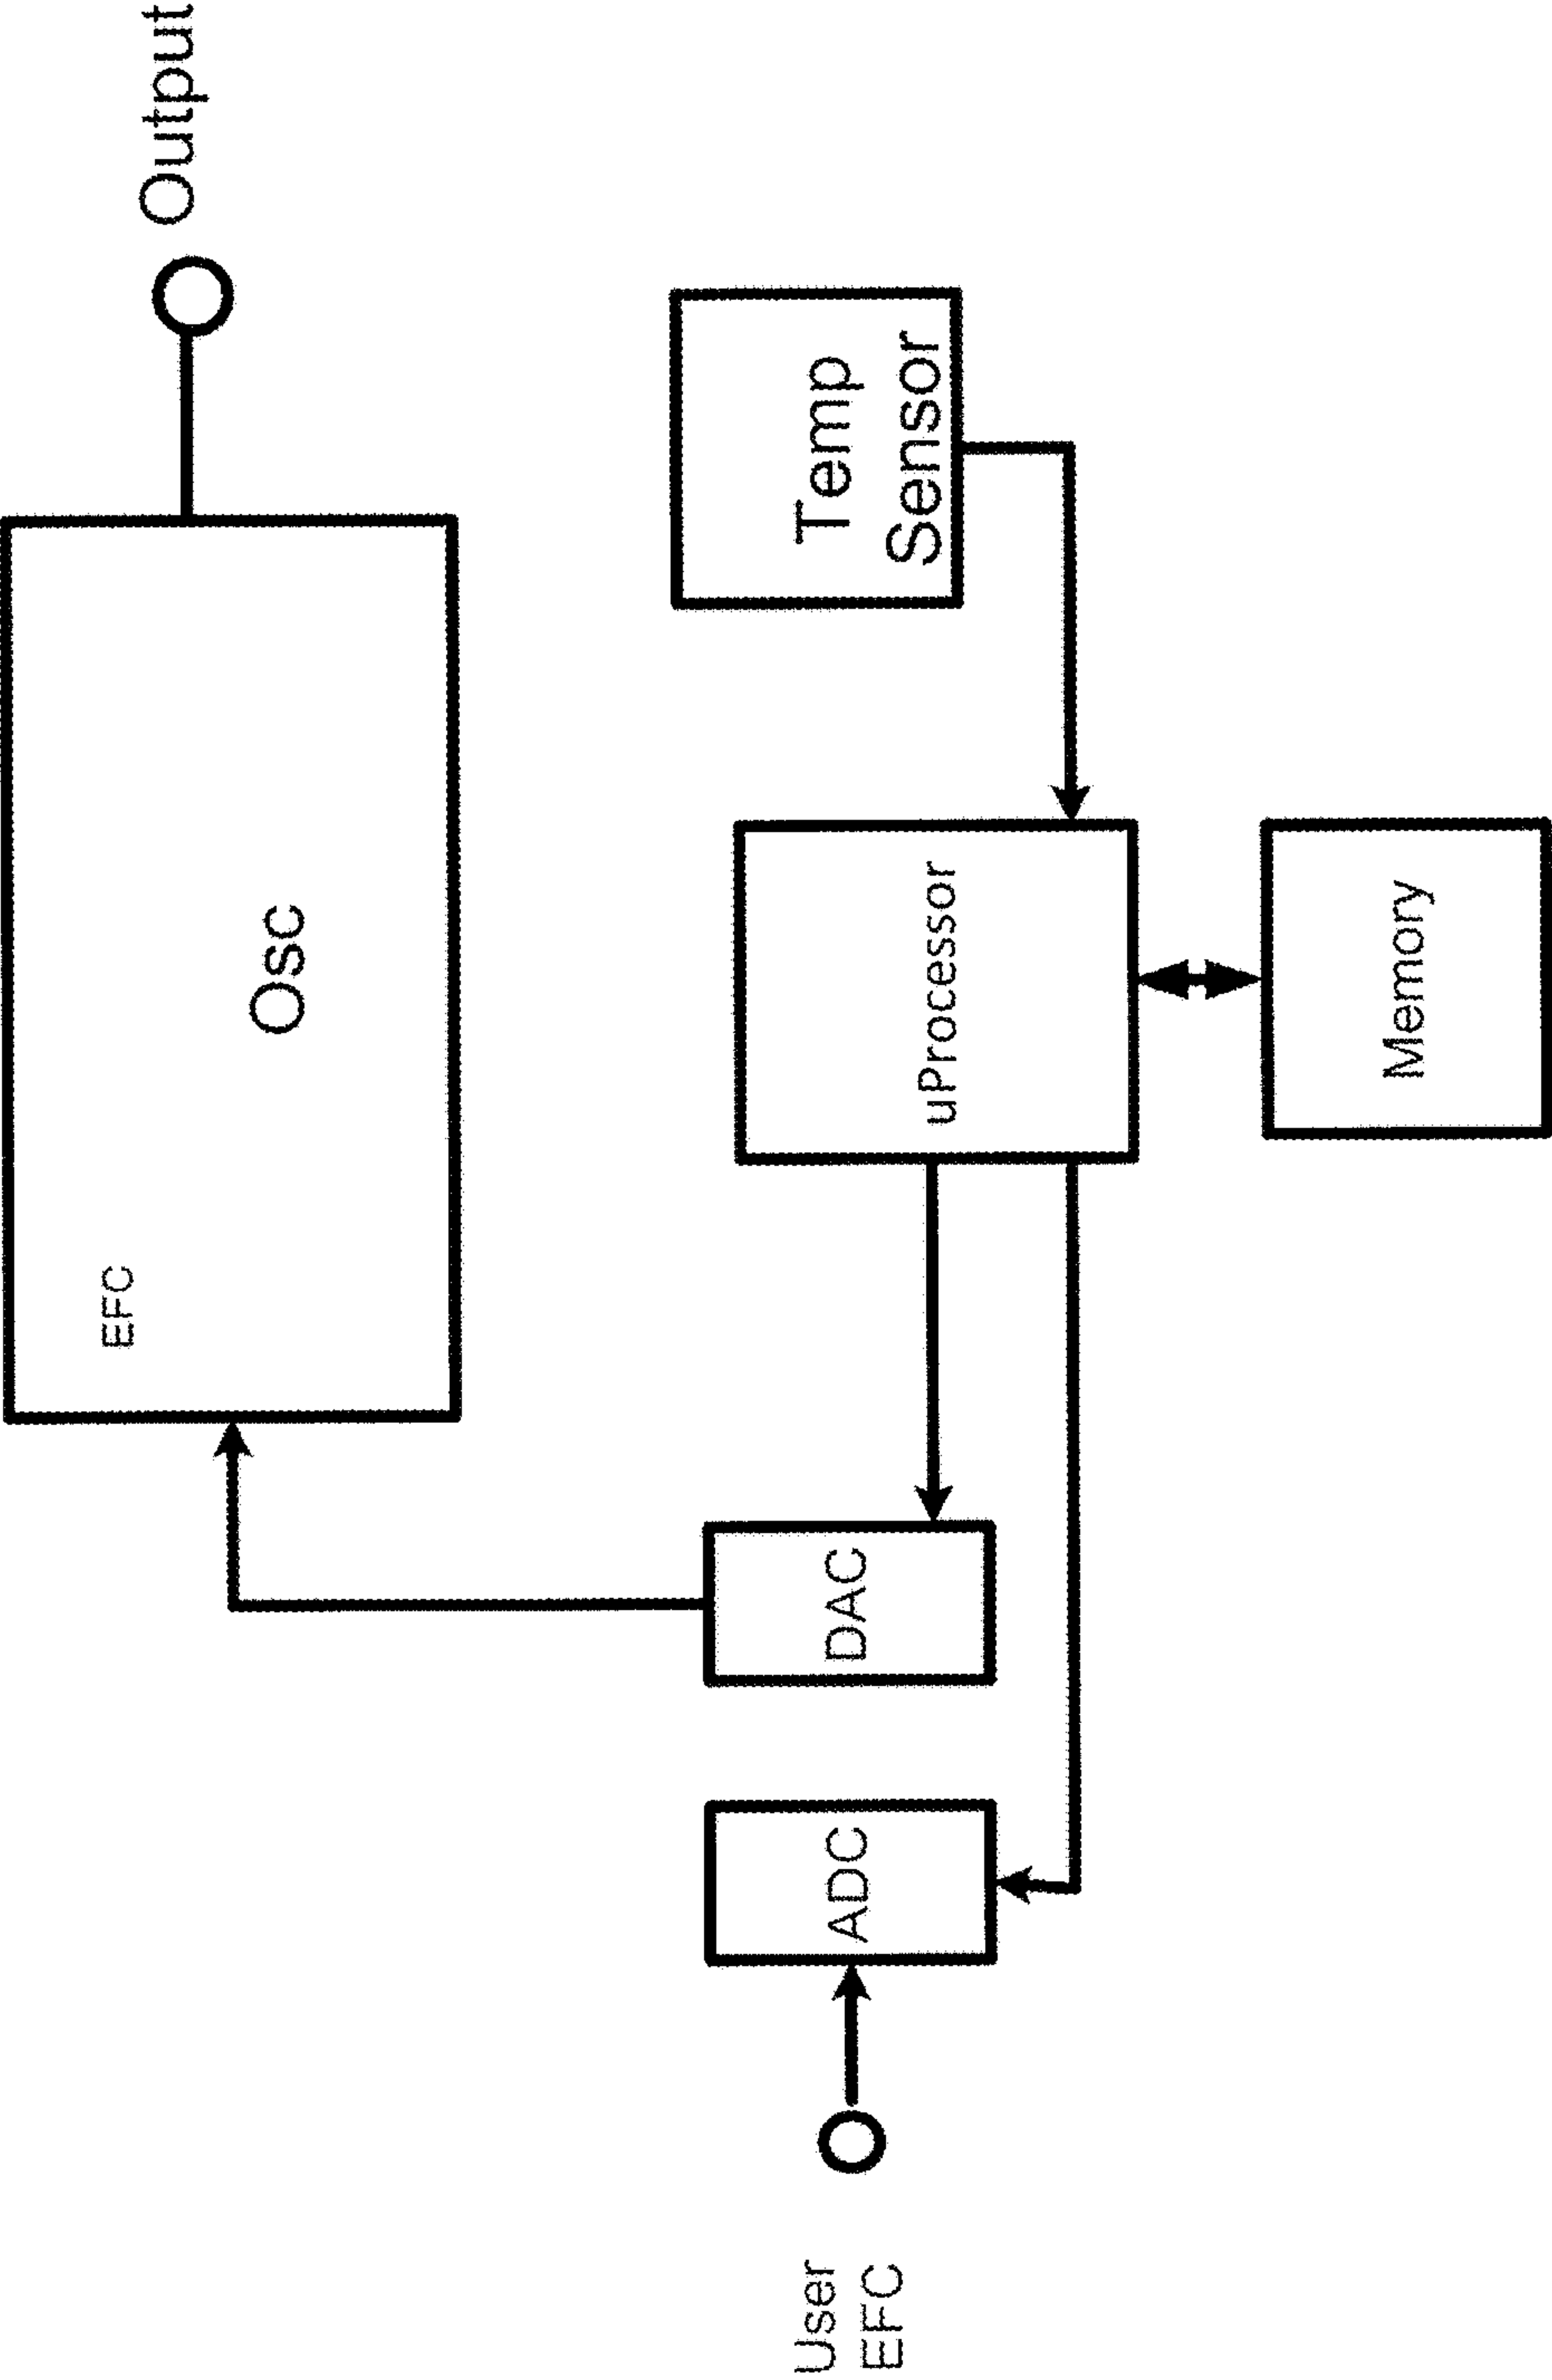 Output
Osc
EFC
Temp
Sensor
uProcessor
Memory
DAC
ADC
User
EFC